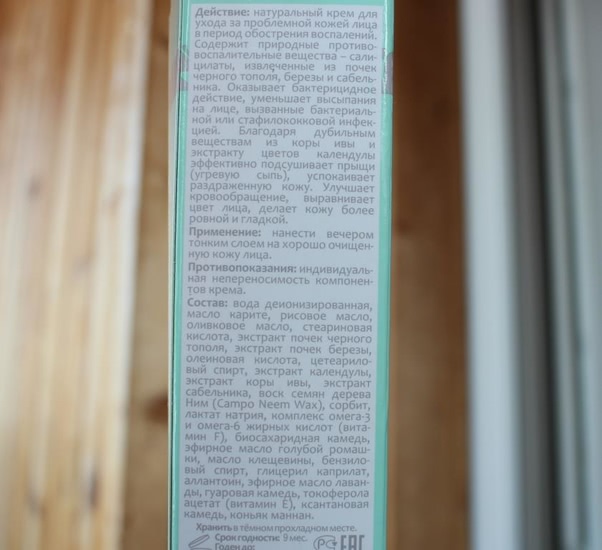 Действие: натуральный крем для
ухода за проблемной кожей лица
в период обострения воспалений.
Содержит природные противо-
воспалительные вещества – сали-
цилаты, извлеченные из почек
черного тополя, березы и сабель-
ника. Оказывает бактерицидное
действие, уменьшает высыпания
на лице, вызванные бактериаль-
ной или стафилококковой инфек-
цией. Благодаря дубильным
веществам из коры ивы и
экстракту цветов календулы
эффективно подсушивает прыщи
(угревую сыпь), успокаивает
раздраженную кожу. Улучшает
кровообращение, выравнивает
цвет лица, делает кожу более
ровной и гладкой.
Применение: нанести вечером
тонким слоем на хорошо очищен-
ную кожу лица.
Противопоказания: индивидуаль-
ная непереносимость компонен-
тов крема.
Состав: вода деионизированная,
масло карите, рисовое масло,
оливковое масло, стеариновая
кислота, экстракт почек черного
тополя, экстракт почек березы,
олеиновая кислота, цетеарило-
вый спирт, экстракт календулы,
экстракт коры ивы, экстракт
сабельника, воск семян дерева
Ним (Campo Neem Wax), сорбит,
лактат натрия, комплекс омега-3
и омега-6 жирных кислот (вита-
мин F), биосахаридная камедь,
эфирное масло голубой ромаш-
ки, масло клещевины, бензило-
вый спирт, глицерил каприлат,
аллантоин, эфирное масло лаван-
ды, гуаровая камедь, токоферола
ацетат (витамин Е), ксантановая
камедь, коньяк маннан.
Хранить в тёмном прохладном месте.
Срок годности: 9 мес.
Годен до:
РС ЕАС